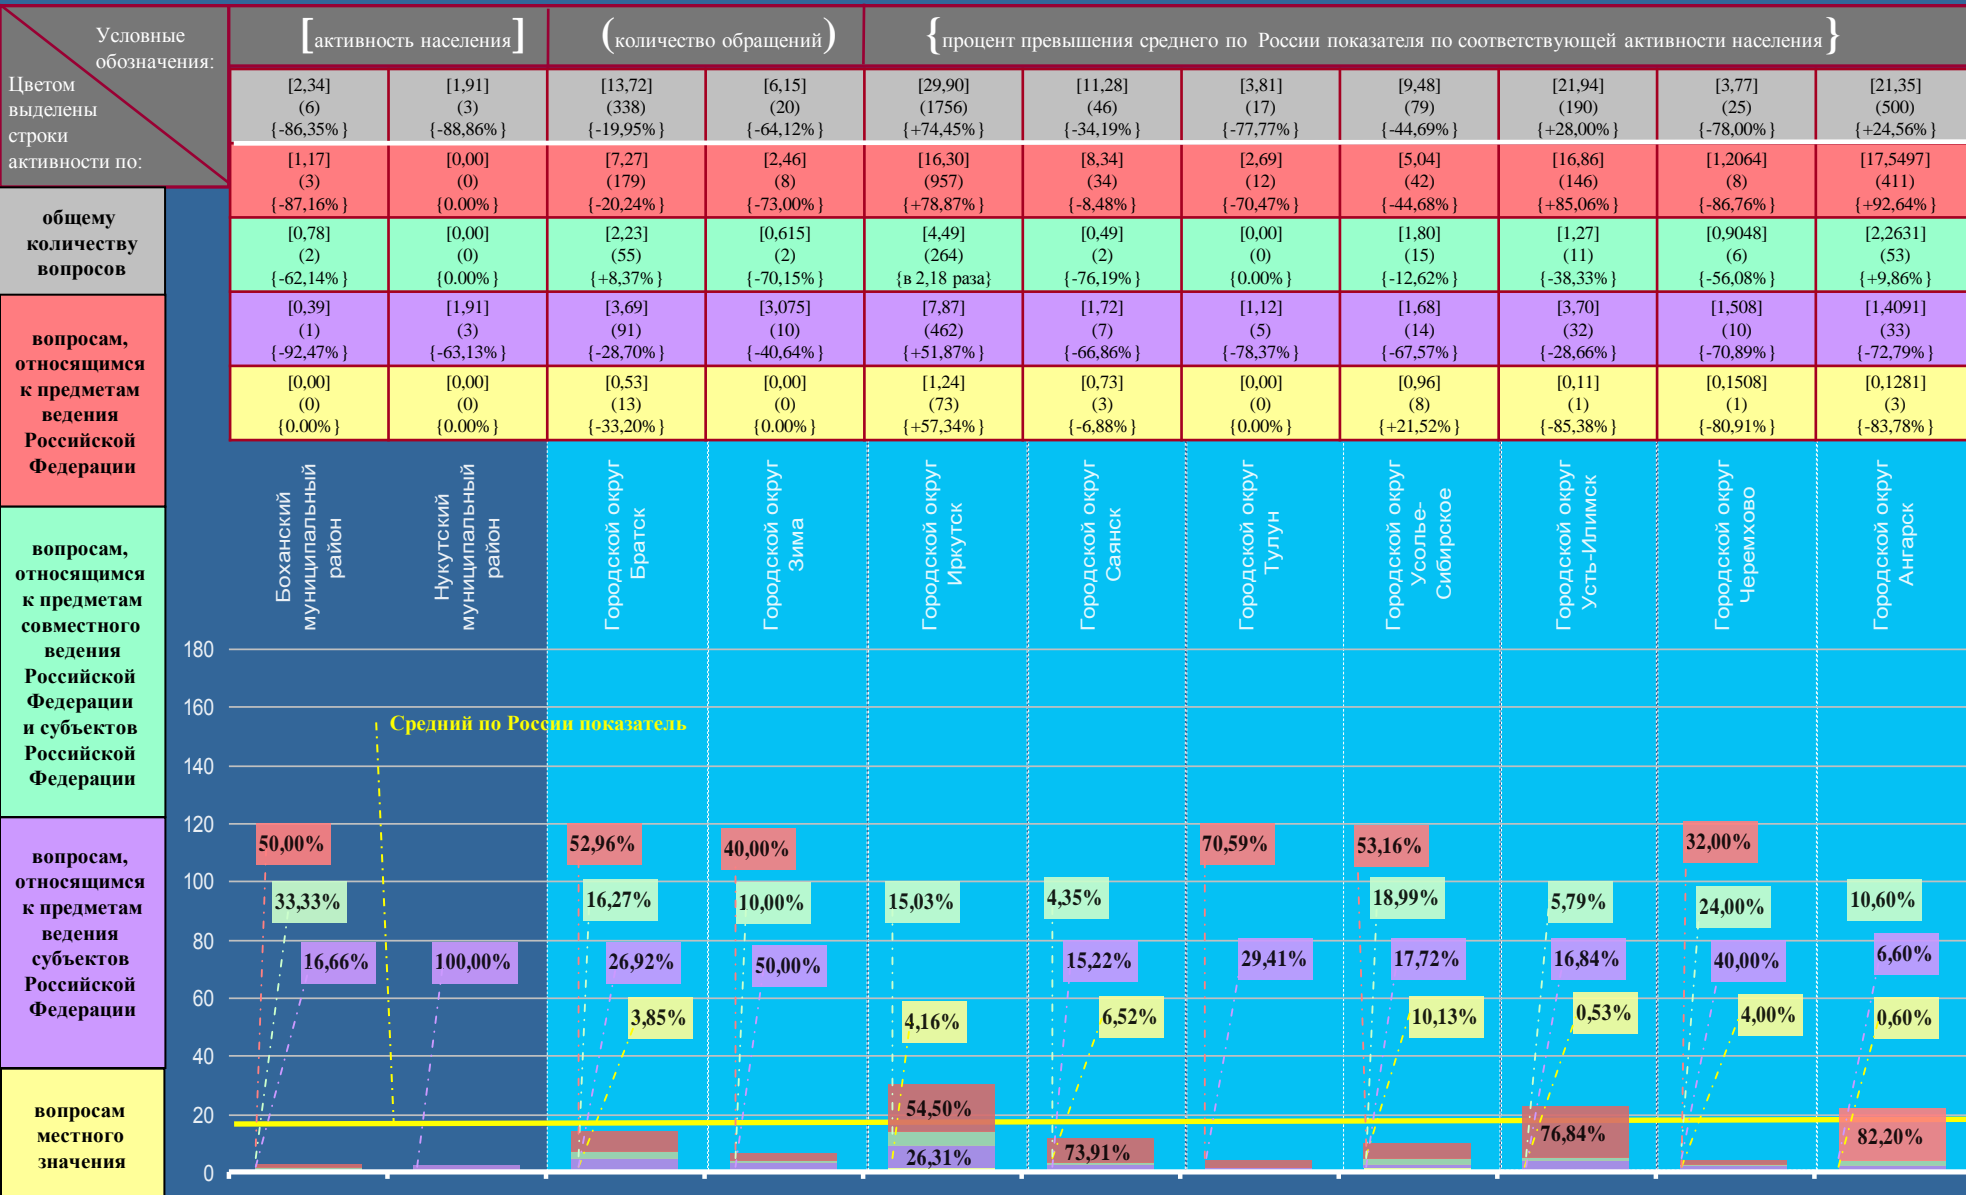 Условные
обозначения:
Цветом
выделены
строки
активности по:
[активность населения]
(количество обращений)
{процент превышения среднего по России показателя по соответствующей активности населения}
[2,34] [1,91] [13,72] [6,15] [29,90] [11,28] [3,81] [9,48] [21,94] [3,77] [21,35]
(6) (3) (338) (20) (1756) (46) (17) (79) (190) (25) (500)
{-86,35%} {-88,86%} {-19,95%} {-64,12%} {+74,45%} {-34,19%} {-77,77%} {-44,69%} {+28,00%} {-78,00%} {+24,56%}
[1,17] [0,00] [7,27] [2,46] [16,30] [8,34] [2,69] [5,04] [16,86] [1,2064] [17,5497]
(3) (0) (179) (8) (957) (34) (12) (42) (146) (8) (411)
{-87,16%} {0.00%} {-20,24%} {-73,00%} {+78,87%} {-8,48%} {-70,47%} {-44,68%} {+85,06%} {-86,76%} {+92,64%}
[0,78] [0,00] [2,23] [0,615] [4,49] [0,49] [0,00] [1,80] [1,27] [0,9048] [2,2631]
(2) (0) (55) (2) (264) (2) (0) (15) (11) (6) (53)
{-62,14%} {0.00%} {+8,37%} {-70,15%} {в 2,18 раза} {-76,19%} {0.00%} {-12,62%} {-38,33%} {-56,08%} {+9,86%}
[0,39] [1,91] [3,69] [3,075] [7,87] [1,72] [1,12] [1,68] [3,70] [1,508] [1,4091]
(1) (3) (91) (10) (462) (7) (5) (14) (32) (10) (33)
{-92,47%} {-63,13%} {-28,70%} {-40,64%} {+51,87%} {-66,86%} {-78,37%} {-67,57%} {-28,66%} {-70,89%} {-72,79%}
[0,00] [0,00] [0,53] [0,00] [1,24] [0,73] [0,00] [0,96] [0,11] [0,1508] [0,1281]
(0) (0) (13) (0) (73) (3) (0) (8) (1) (1) (3)
{0.00%} {0.00%} {-33,20%} {0.00%} {+57,34%} {-6,88%} {0.00%} {+21,52%} {-85,38%} {-80,91%} {-83,78%}
общему
количеству
вопросов
вопросам,
относящимся
к предметам
ведения
Российской
Федерации
вопросам,
относящимся
к предметам
совместного
ведения
Российской
Федерации
и субъектов
Российской
Федерации
вопросам,
относящимся
к предметам
ведения
субъектов
Российской
Федерации
вопросам
местного
значения
Боханский
муниципальный
район
Нукутский
муниципальный
район
Городской округ
Братск
Городской округ
Зима
Городской округ
Иркутск
Городской округ
Саянск
Городской округ
Тулун
Городской округ
Усолье-
Сибирское
Городской округ
Усть-Илимск
Городской округ
Черемхово
Городской округ
Ангарск
180
160
Средний по России показатель
140
120
50,00% 52,96% 40,00% 70,59% 53,16% 32,00%
100
33,33% 16,27% 10,00% 15,03% 4,35% 18,99% 5,79% 24,00% 10,60%
80
16,66% 100,00% 26,92% 50,00% 15,22% 29,41% 17,72% 16,84% 40,00% 6,60%
60
3,85% 4,16% 6,52% 10,13% 0,53% 4,00% 0,60%
40
20
54,50% 76,84% 82,20%
26,31% 73,91%
0